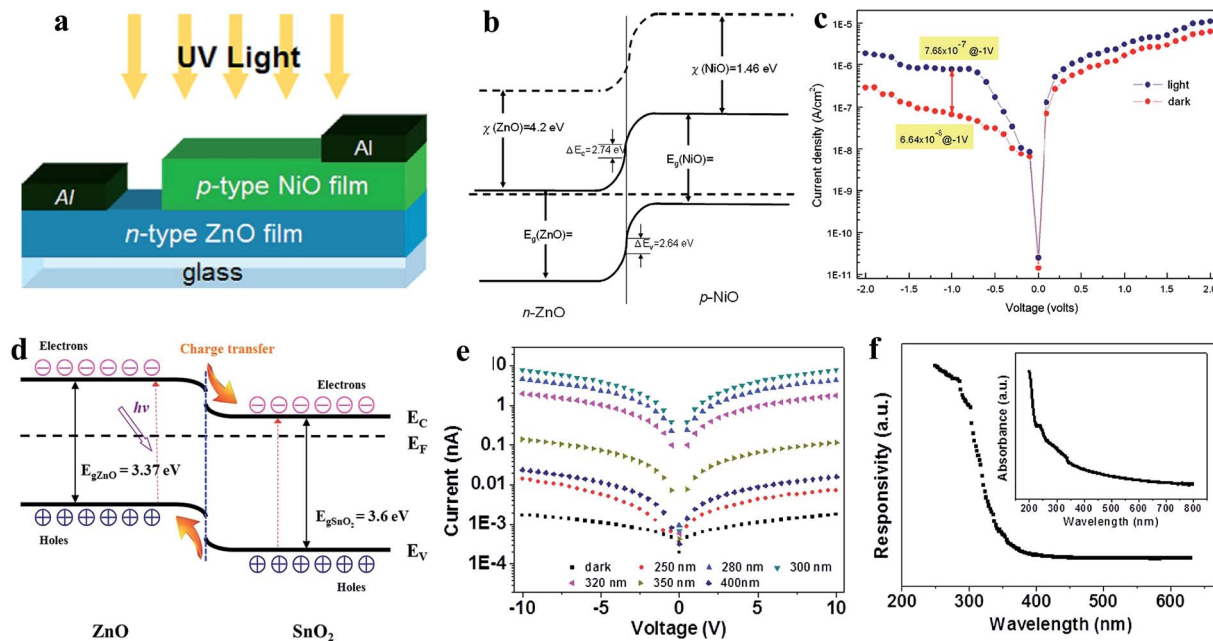 a
UV Light
Al
Al
p-type NiO film
n-type ZnO film
glass
b
χ(NiO)=1.46 eV
χ(ZnO)=4.2 eV
ΔEc=2.74 eV
Eg(NiO)=
Eg(ZnO)=
ΔEv=2.64 eV
n-ZnO
p-NiO
c
Current density (A/cm²)
1E-5
1E-6
1E-7
1E-8
1E-9
1E-10
1E-11
7.68x10⁻⁷ @-1V
6.64x10⁻⁸ @-1V
light
dark
-2.0 -1.5 -1.0 -0.5 0.0 0.5 1.0 1.5 2.0
Voltage (volts)
d
Electrons
Charge transfer
Electrons
hν
EC
EF
EgZnO = 3.37 eV
EgSnO2 = 3.6 eV
Holes
EV
Holes
ZnO
SnO2
e
Current (nA)
10
1
0.1
0.01
1E-3
1E-4
dark 250 nm 280 nm 300 nm
320 nm 350 nm 400nm
-10 -5 0 5 10
Voltage (V)
f
Responsivity (a.u.)
Absorbance (a.u.)
200 300 400 500 600 700 800
Wavelength (nm)
200 300 400 500 600
Wavelength (nm)